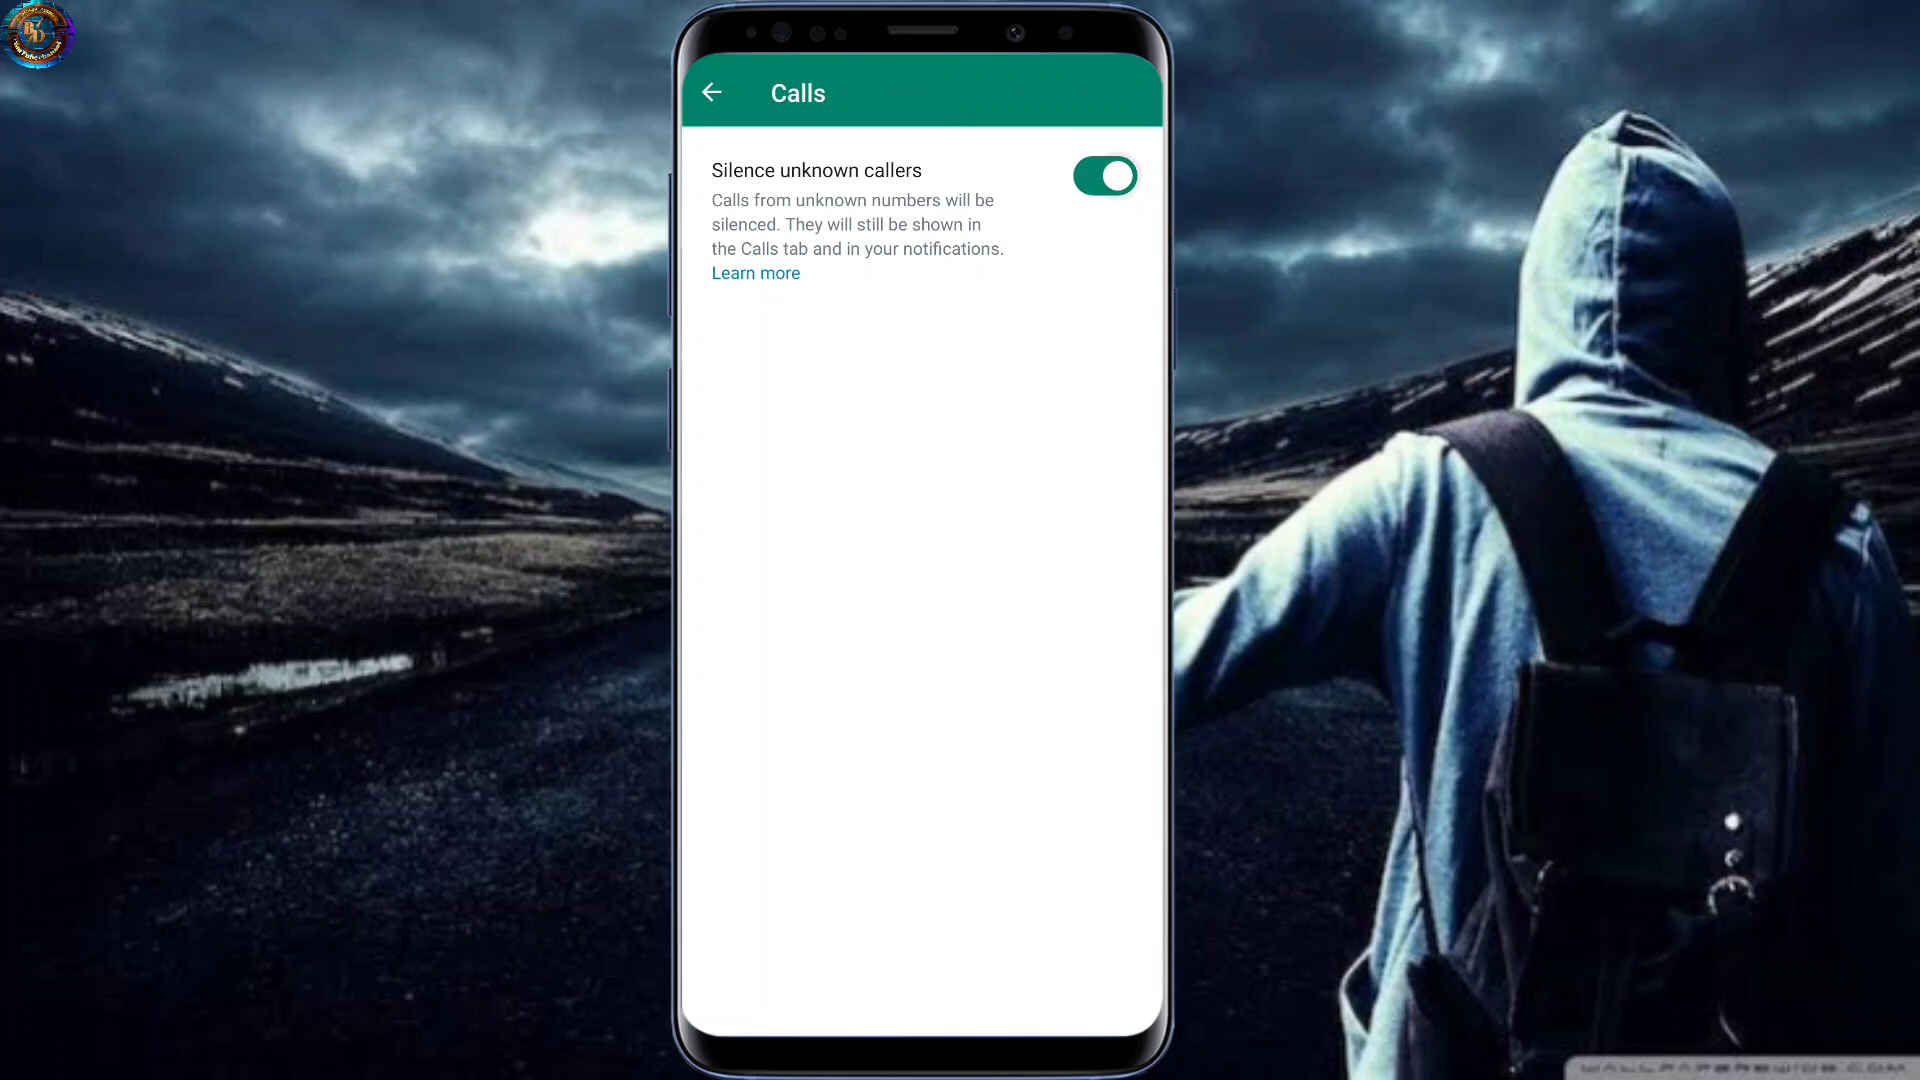 Calls
Silence unknown callers
Calls from unknown numbers will be
silenced. They will still be shown in
the Calls tab and in your notifications.
Learn more